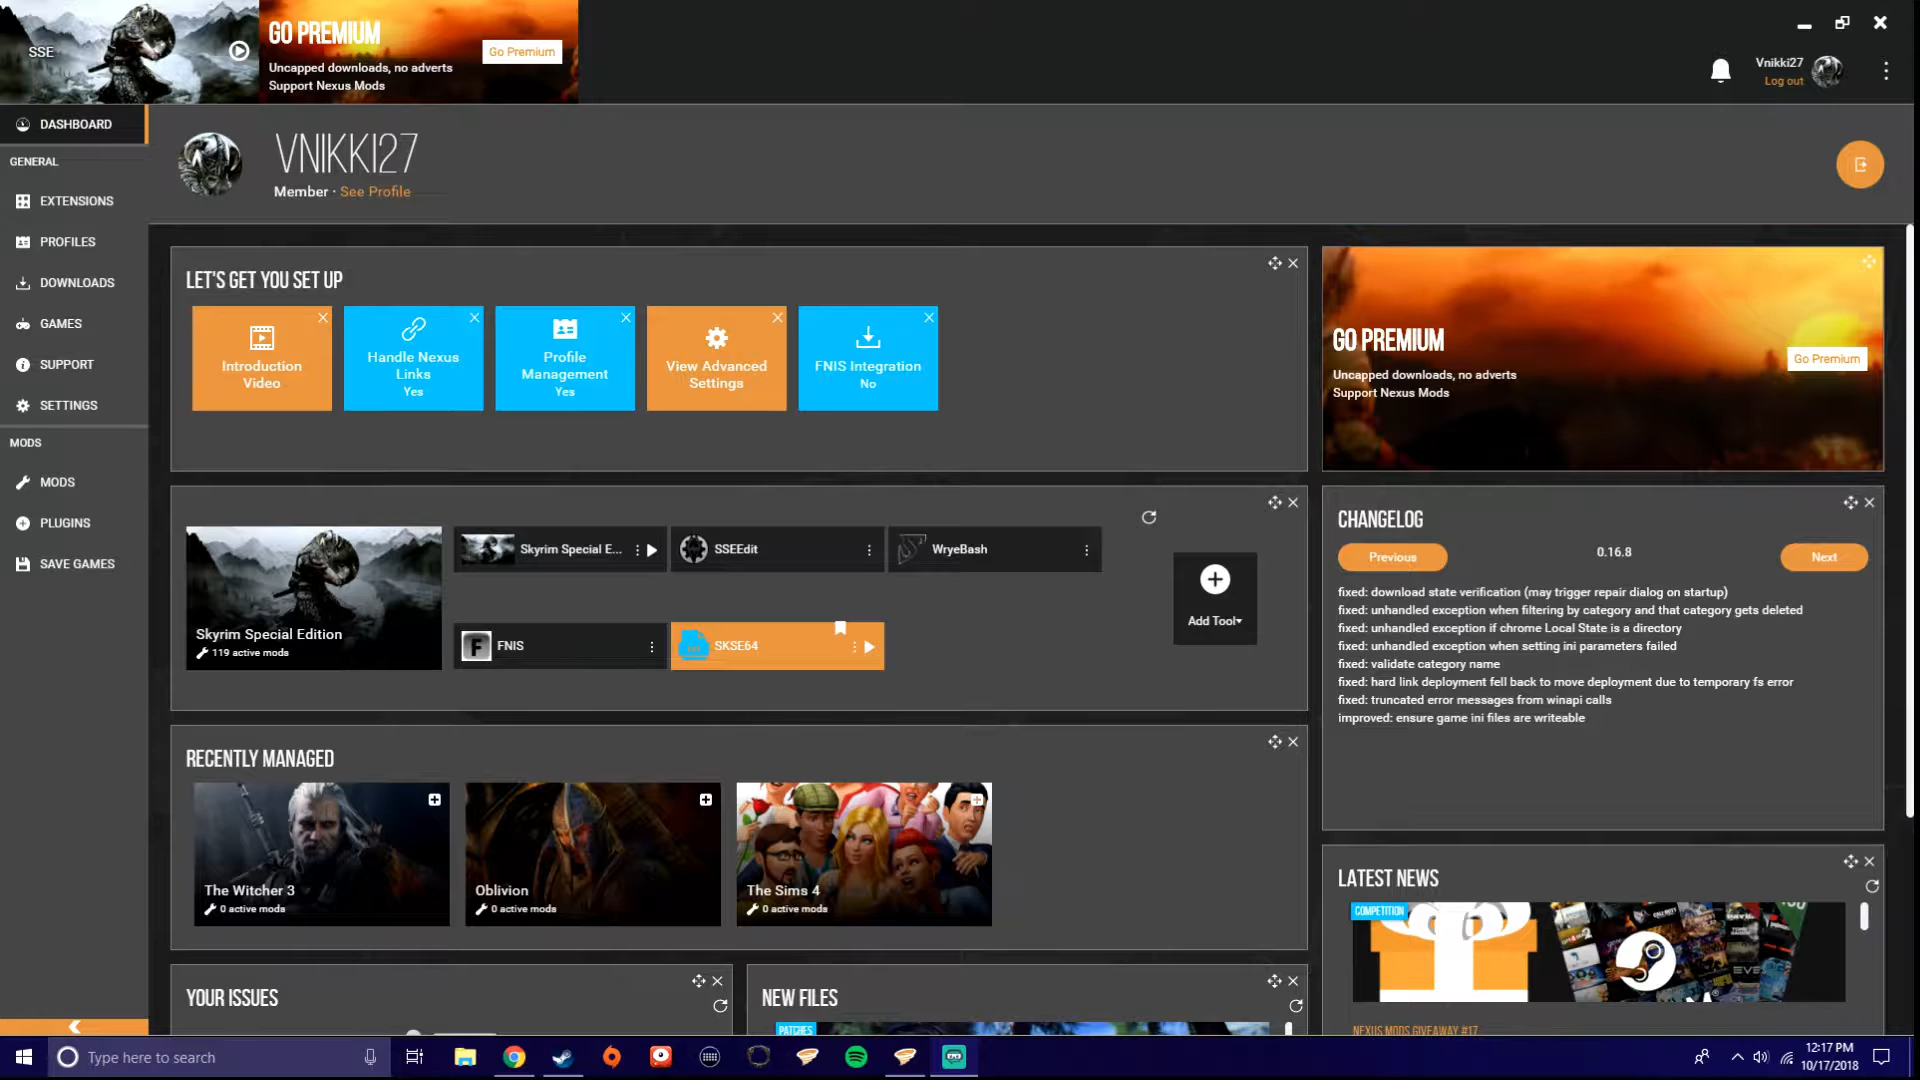 SSE
GO PREMIUM
Uncapped downloads, no adverts
Support Nexus Mods
Go Premium
Vnikki27
Log out
DASHBOARD
GENERAL
EXTENSIONS
PROFILES
DOWNLOADS
GAMES
SUPPORT
SETTINGS
MODS
MODS
PLUGINS
SAVE GAMES
VNIKKI27
Member · See Profile
LET'S GET YOU SET UP
Introduction
Video
Handle Nexus
Links
Yes
Profile
Management
Yes
View Advanced
Settings
FNIS Integration
No
GO PREMIUM
Uncapped downloads, no adverts
Support Nexus Mods
Go Premium
Skyrim Special Edition
119 active mods
Skyrim Special E...
SSEEdit
WryeBash
FNIS
SKSE64
Add Tool
CHANGELOG
Previous
0.16.8
Next
fixed: download state verification (may trigger repair dialog on startup)
fixed: unhandled exception when filtering by category and that category gets deleted
fixed: unhandled exception if chrome Local State is a directory
fixed: unhandled exception when setting ini parameters failed
fixed: validate category name
fixed: hard link deployment fell back to move deployment due to temporary fs error
fixed: truncated error messages from winapi calls
improved: ensure game ini files are writeable
RECENTLY MANAGED
The Witcher 3
0 active mods
Oblivion
0 active mods
The Sims 4
0 active mods
LATEST NEWS
COMPETITION
NEXUS MODS GIVEAWAY #17
YOUR ISSUES
NEW FILES
PATCHES
Type here to search
12:17 PM
10/17/2018